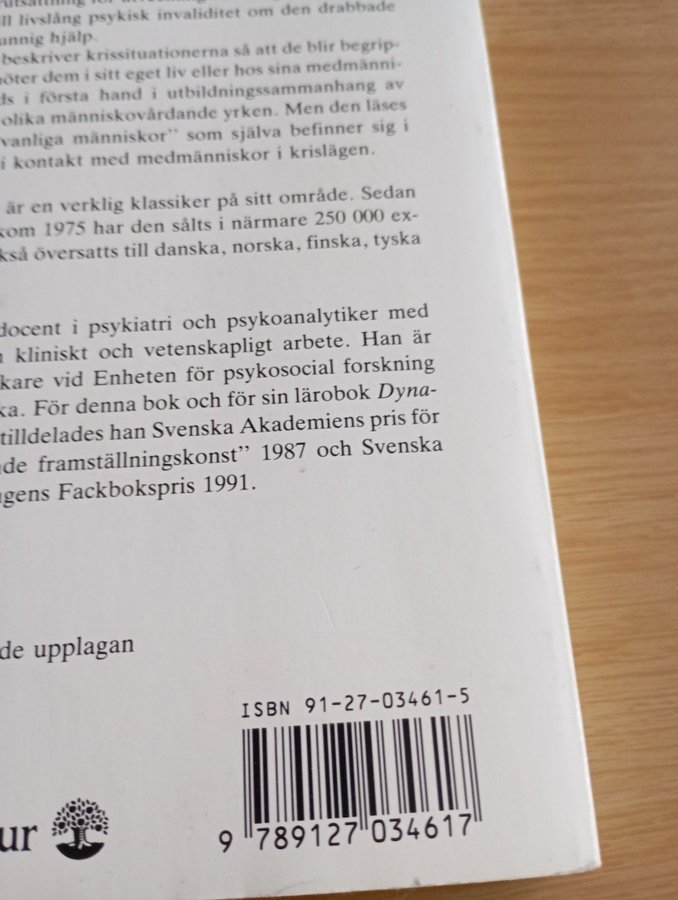 livslång psykisk invaliditet om den drabbade
hjälp.
beskriver krissituationerna så att de blir begrip-
möter dem i sitt eget liv eller hos sina medmänni-
i första hand i utbildningssammanhang av
olika människovårdande yrken. Men den läses
vanliga människor" som själva befinner sig i
i kontakt med medmänniskor i krislägen.
är en verklig klassiker på sitt område. Sedan
kom 1975 har den sålts i närmare 250 000 ex-
översatts till danska, norska, finska, tyska
docent i psykiatri och psykoanalytiker med
kliniskt och vetenskapligt arbete. Han är
kare vid Enheten för psykosocial forskning
ka. För denna bok och för sin lärobok Dyna-
tilldelades han Svenska Akademiens pris för
de framställningskonst" 1987 och Svenska
gens Fackbokspris 1991.
de upplagan
ISBN 91-27-03461-5
ur
9 789127 034617